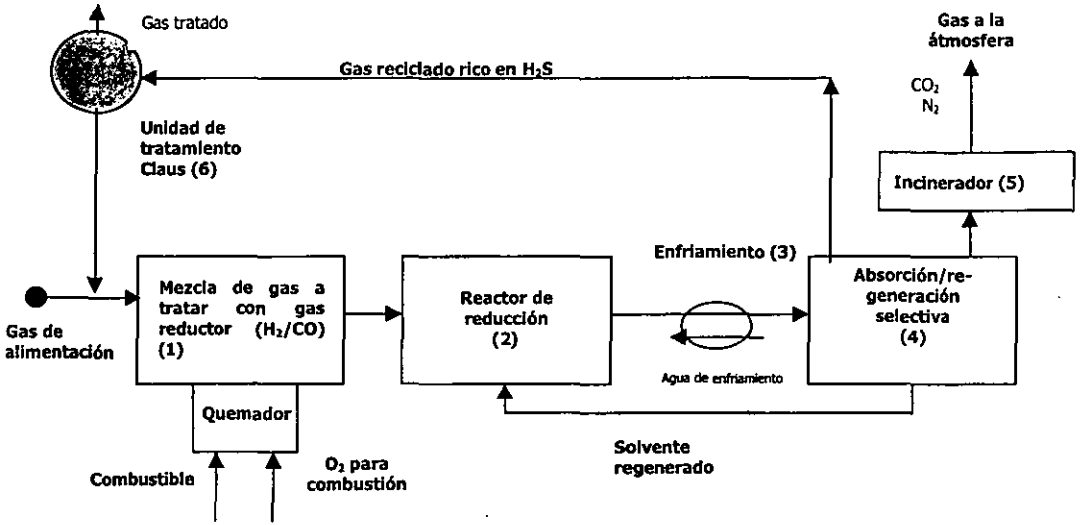 Gas tratado
Gas reciclado rico en H₂S
Gas a la
átmosfera
CO₂
N₂
Unidad de
tratamiento
Claus (6)
Incinerador (5)
Gas de
alimentación
Mezcla de gas a
tratar con gas
reductor (H₂/CO)
(1)
Reactor de
reducción
(2)
Enfriamiento (3)
Agua de enfriamiento
Absorción/re-
generación
selectiva
(4)
Quemador
Combustible
O₂ para
combustión
Solvente
regenerado